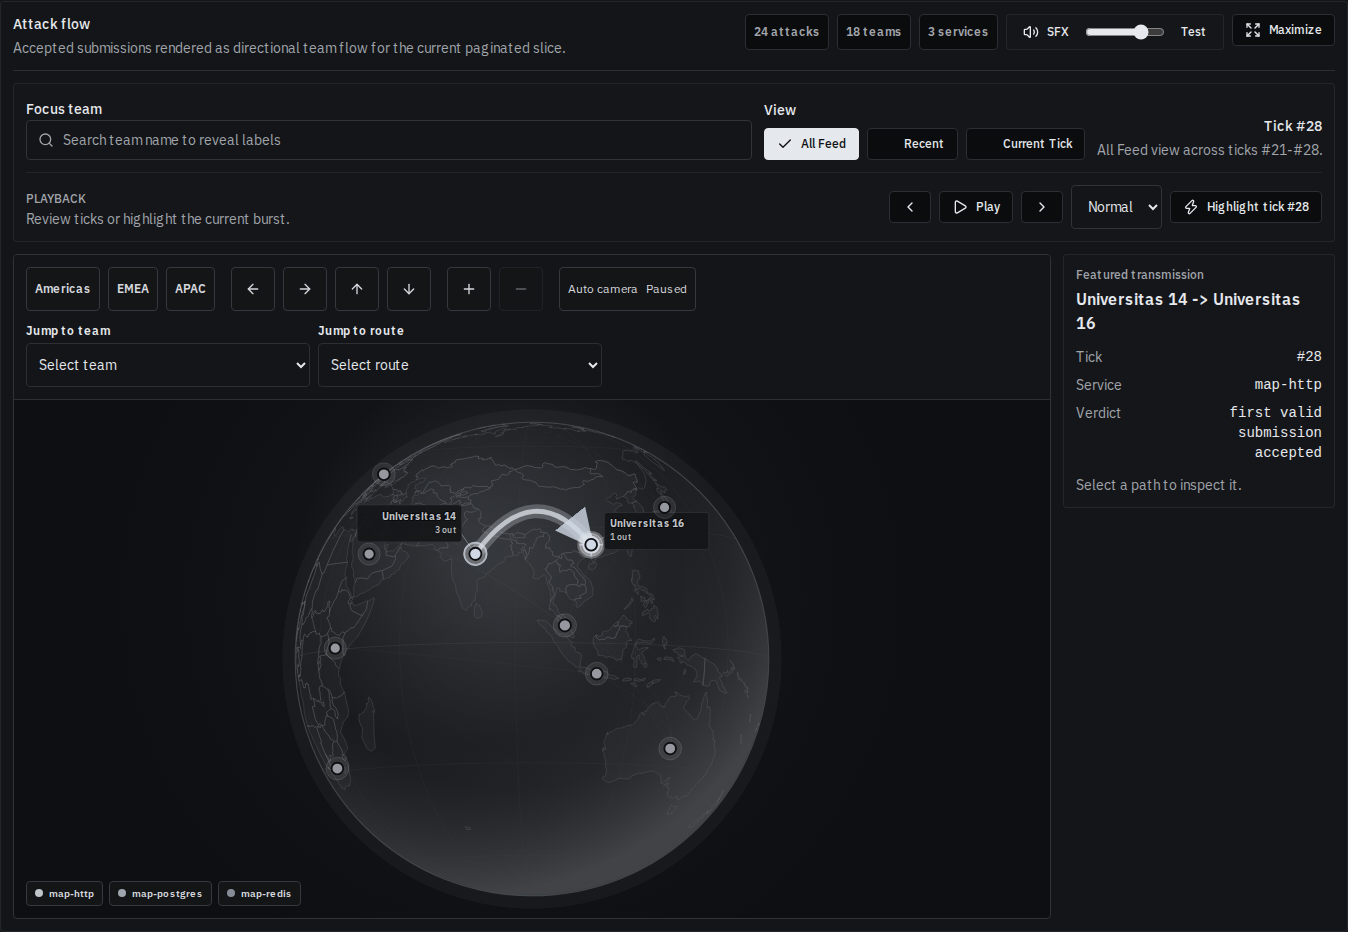 Attack flow
Accepted submissions rendered as directional team flow for the current paginated slice.
24 attacks
18 teams
3 services
SFX
Test
Maximize
Focus team
Search team name to reveal labels
View
All Feed
Recent
Current Tick
Tick #28
All Feed view across ticks #21-#28.
PLAYBACK
Review ticks or highlight the current burst.
Play
Normal
Highlight tick #28
Americas
EMEA
APAC
Auto camera Paused
Jump to team
Jump to route
Select team
Select route
Universitas 14
3 out
Universitas 16
1 out
map-http
map-postgres
map-redis
Featured transmission
Universitas 14 -> Universitas
16
Tick
#28
Service
map-http
Verdict
first valid
submission
accepted
Select a path to inspect it.